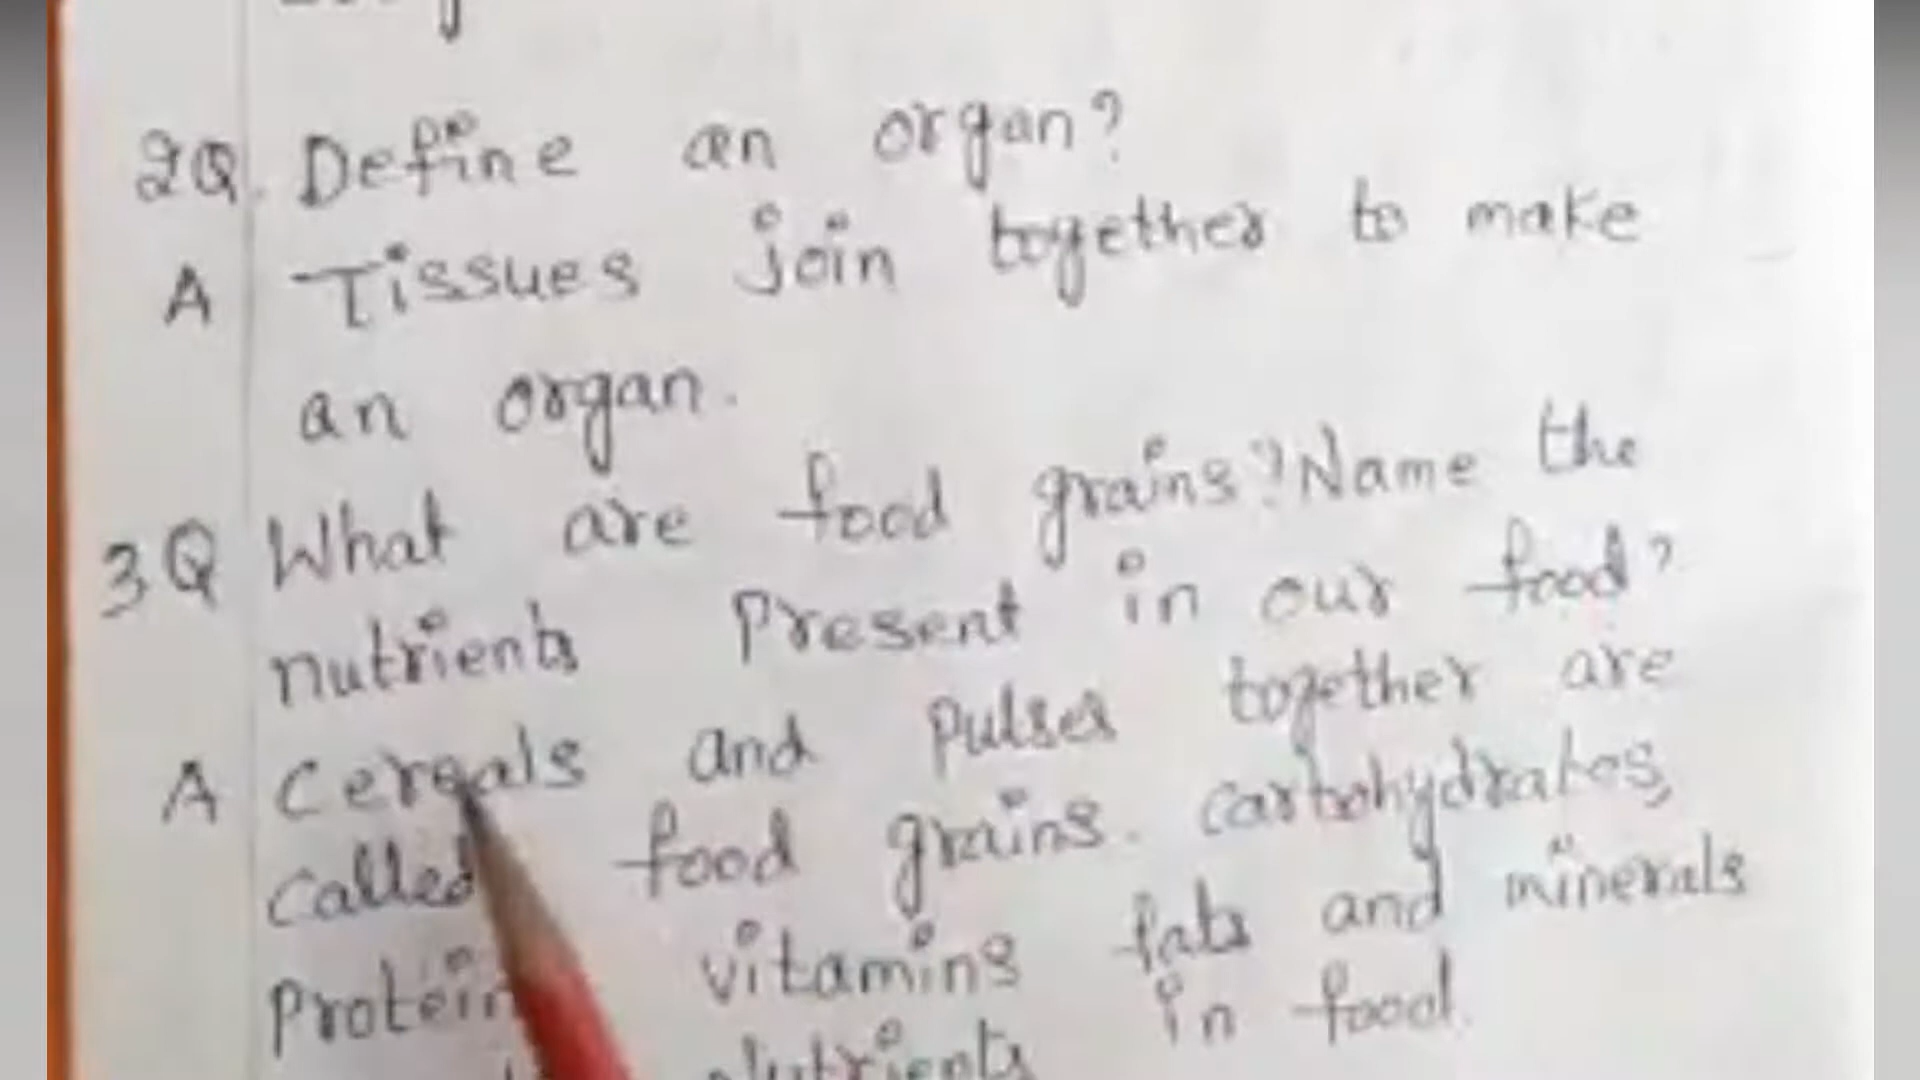 2Q. Define an organ?
A Tissues join together to make
an organ.
3Q What are food grains? Name the
nutrients present in our food?
A Cereals and pulses together are
called food grains. carbohydrates,
protein vitamins fats and minerals
nutrients in food.